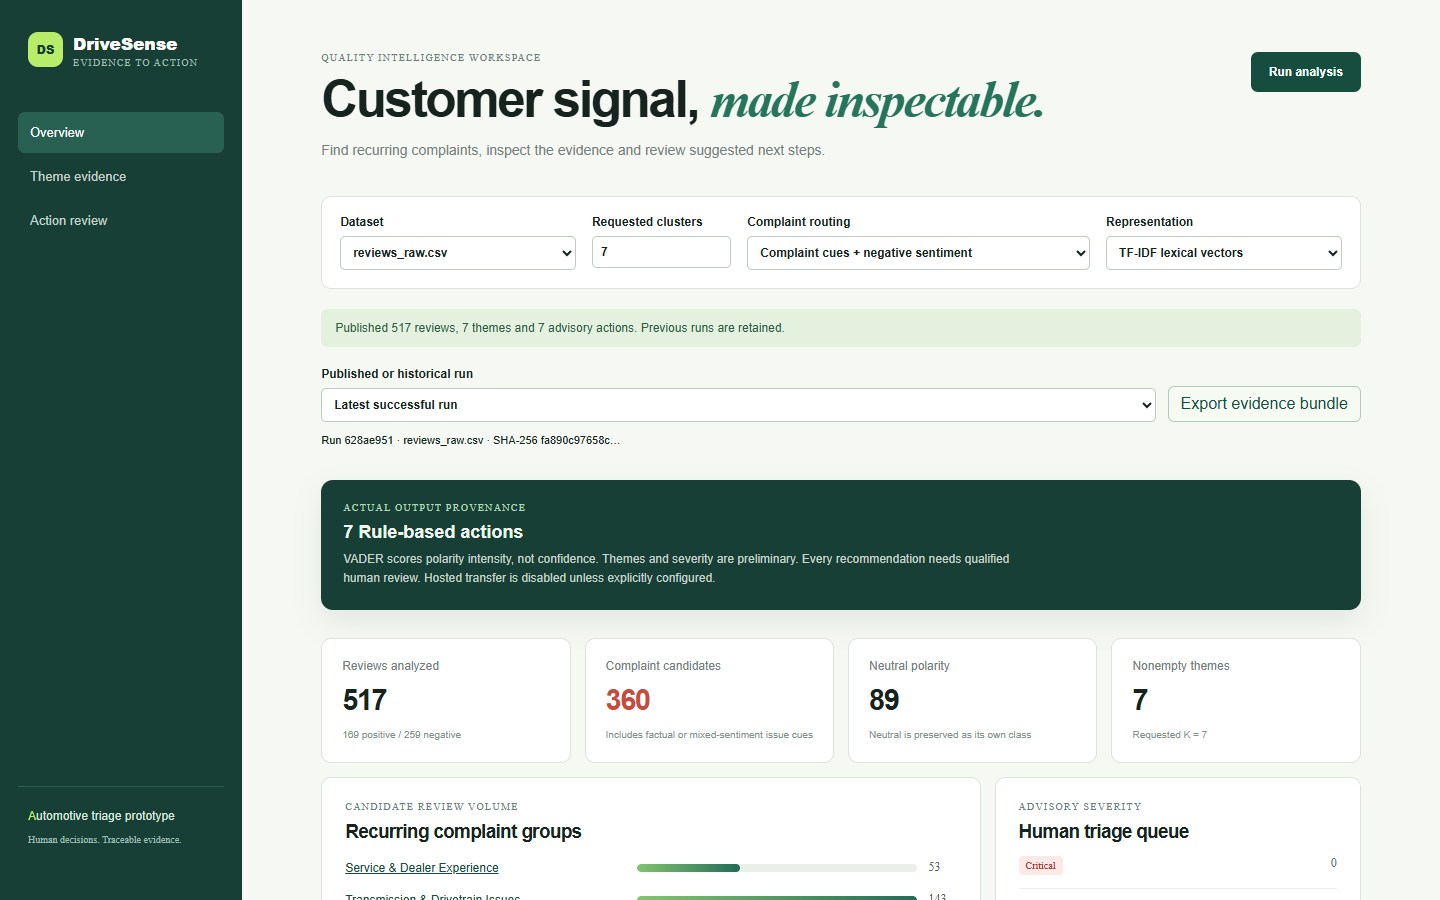 DS
DriveSense
EVIDENCE TO ACTION
Overview
Theme evidence
Action review
Automotive triage prototype
Human decisions. Traceable evidence.
QUALITY INTELLIGENCE WORKSPACE
Customer signal, made inspectable.
Find recurring complaints, inspect the evidence and review suggested next steps.
Run analysis
Dataset
reviews_raw.csv
Requested clusters
7
Complaint routing
Complaint cues + negative sentiment
Representation
TF-IDF lexical vectors
Published 517 reviews, 7 themes and 7 advisory actions. Previous runs are retained.
Published or historical run
Latest successful run
Export evidence bundle
Run 628ae951 · reviews_raw.csv · SHA-256 fa890c97658c…
ACTUAL OUTPUT PROVENANCE
7 Rule-based actions
VADER scores polarity intensity, not confidence. Themes and severity are preliminary. Every recommendation needs qualified
human review. Hosted transfer is disabled unless explicitly configured.
Reviews analyzed
517
169 positive / 259 negative
Complaint candidates
360
Includes factual or mixed-sentiment issue cues
Neutral polarity
89
Neutral is preserved as its own class
Nonempty themes
7
Requested K = 7
CANDIDATE REVIEW VOLUME
Recurring complaint groups
Service & Dealer Experience 53
Transmission & Drivetrain Issues 143
ADVISORY SEVERITY
Human triage queue
Critical 0